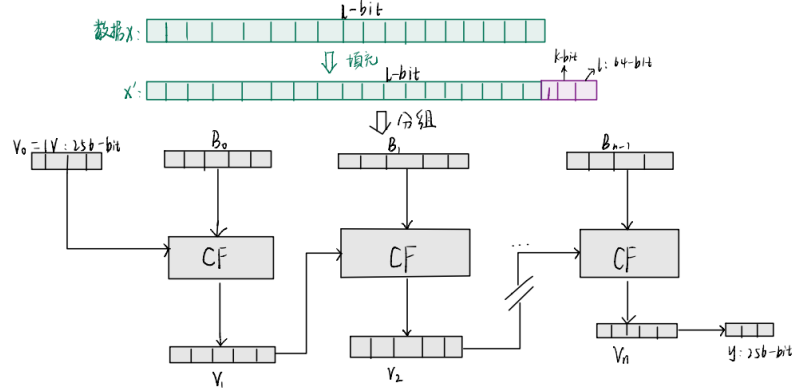 l-bit
数据x:
填充
l-bit
k-bit
l: 64-bit
x':
分组
V₀=IV:256-bit
B₀
B₁
Bₙ₋₁
CF
CF
...
CF
V₁
V₂
Vₙ
y:256-bit